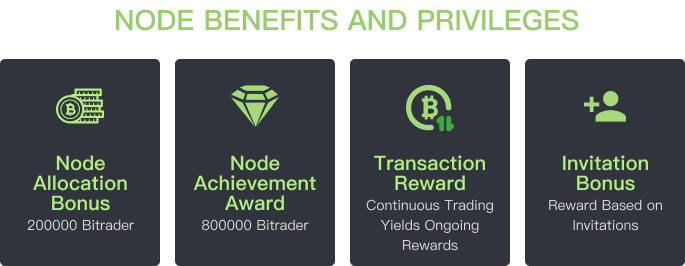 NODE BENEFITS AND PRIVILEGES
Node
Allocation
Bonus
200000 Bitrader
Node
Achievement
Award
800000 Bitrader
Transaction
Reward
Continuous Trading
Yields Ongoing
Rewards
Invitation
Bonus
Reward Based on
Invitations